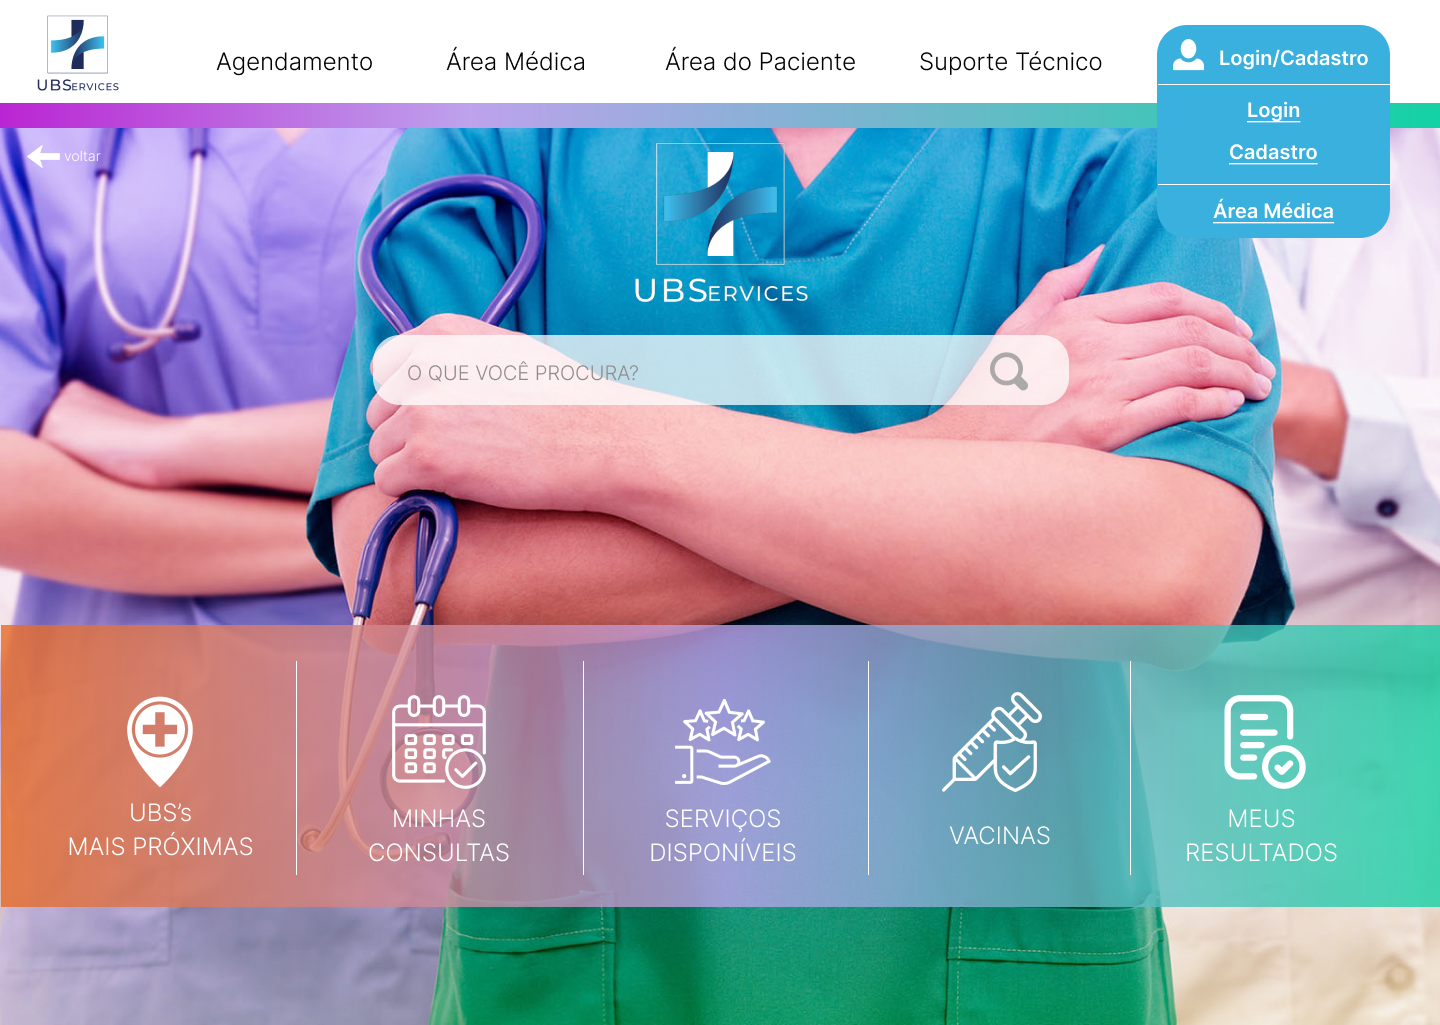 UBServices
Agendamento
Área Médica
Área do Paciente
Suporte Técnico
Login/Cadastro
Login
Cadastro
Área Médica
voltar
UBServices
O QUE VOCÊ PROCURA?
UBS’s
MAIS PRÓXIMAS
MINHAS
CONSULTAS
SERVIÇOS
DISPONÍVEIS
VACINAS
MEUS
RESULTADOS